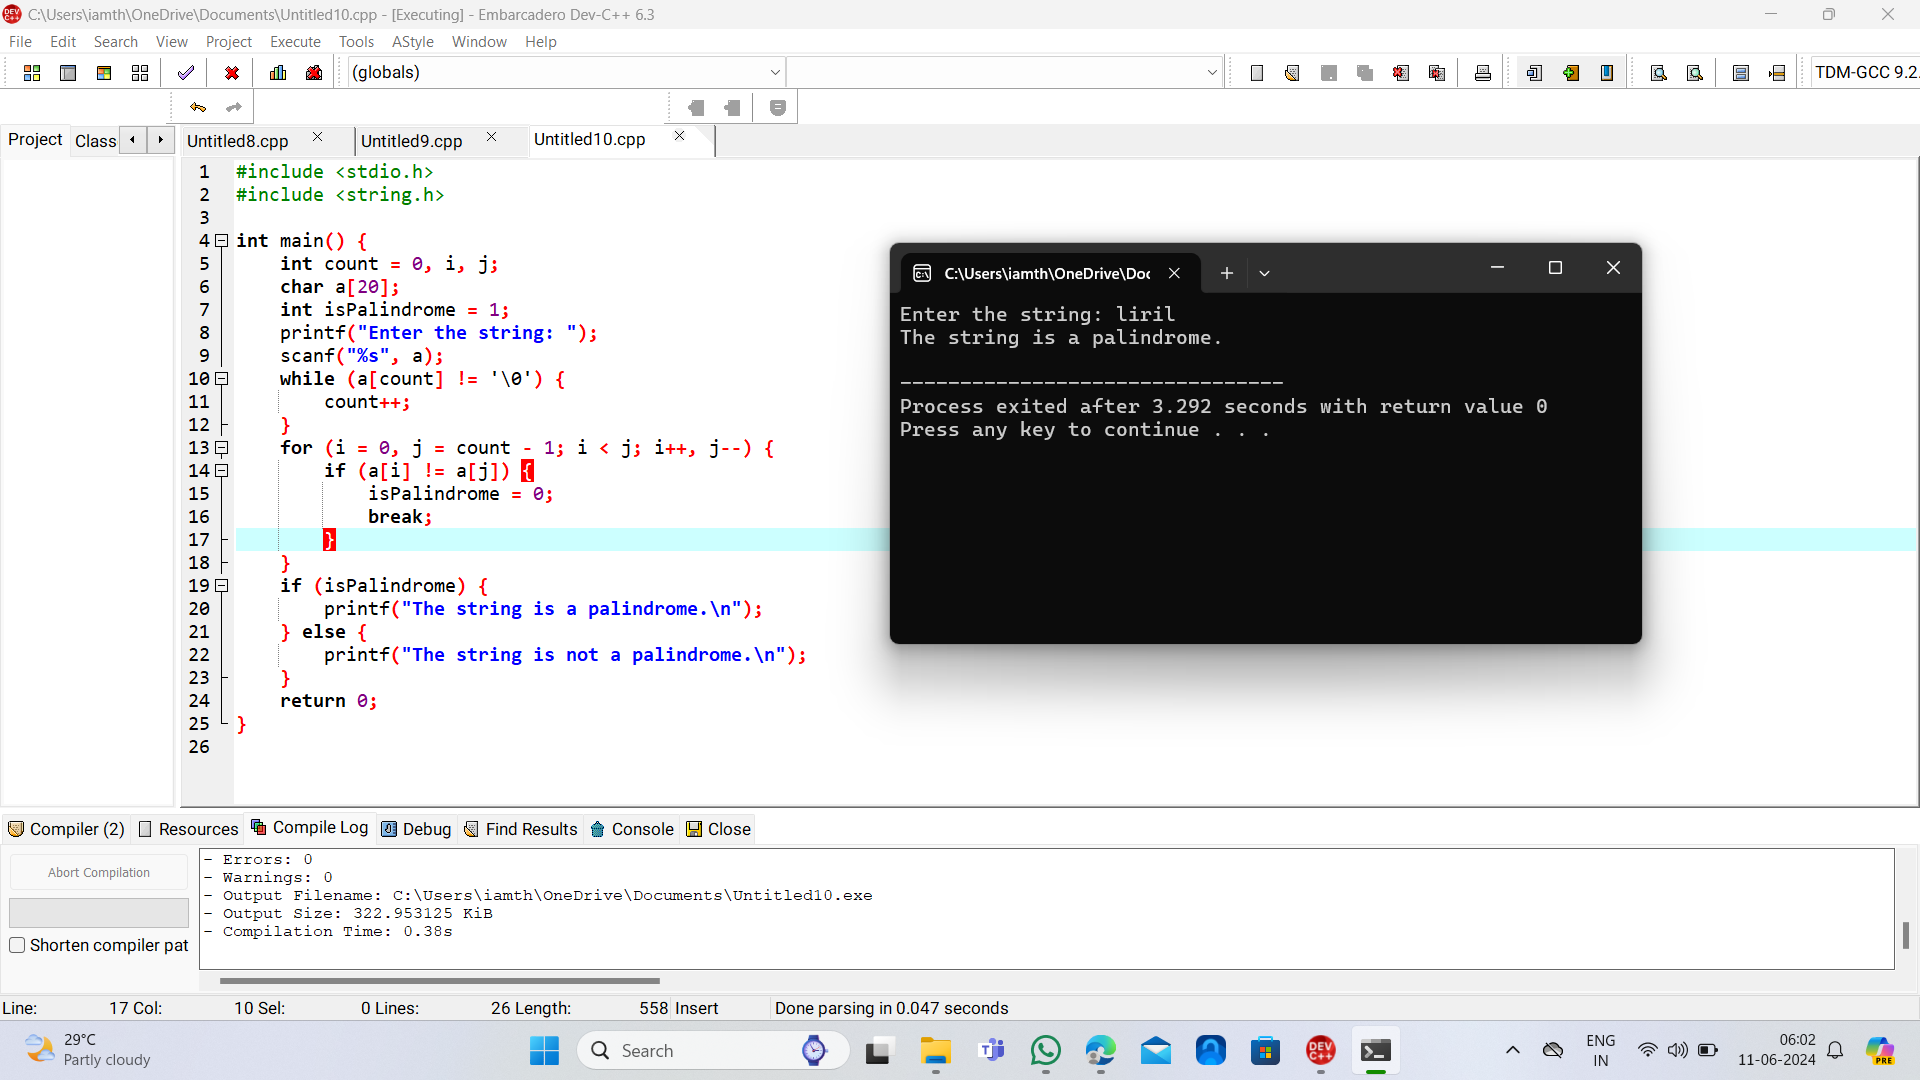 C:\Users\iamth\OneDrive\Documents\Untitled10.cpp - [Executing] - Embarcadero Dev-C++ 6.3
File Edit Search View Project Execute Tools AStyle Window Help
(globals)
TDM-GCC 9.2.
Project Class
Untitled8.cpp Untitled9.cpp Untitled10.cpp
1 #include <stdio.h>
2 #include <string.h>
3
4 int main() {
5 int count = 0, i, j;
6 char a[20];
7 int isPalindrome = 1;
8 printf("Enter the string: ");
9 scanf("%s", a);
10 while (a[count] != '\0') {
11 count++;
12 }
13 for (i = 0, j = count - 1; i < j; i++, j--) {
14 if (a[i] != a[j]) {
15 isPalindrome = 0;
16 break;
17 }
18 }
19 if (isPalindrome) {
20 printf("The string is a palindrome.\n");
21 } else {
22 printf("The string is not a palindrome.\n");
23 }
24 return 0;
25 }
26
C:\Users\iamth\OneDrive\Doc
Enter the string: liril
The string is a palindrome.
--------------------------------
Process exited after 3.292 seconds with return value 0
Press any key to continue . . .
Compiler (2) Resources Compile Log Debug Find Results Console Close
Abort Compilation
Shorten compiler pat
- Errors: 0
- Warnings: 0
- Output Filename: C:\Users\iamth\OneDrive\Documents\Untitled10.exe
- Output Size: 322.953125 KiB
- Compilation Time: 0.38s
Line: 17 Col: 10 Sel: 0 Lines: 26 Length: 558 Insert Done parsing in 0.047 seconds
29°C
Partly cloudy
Search
DEV C++
ENG
IN
06:02
11-06-2024
PRE